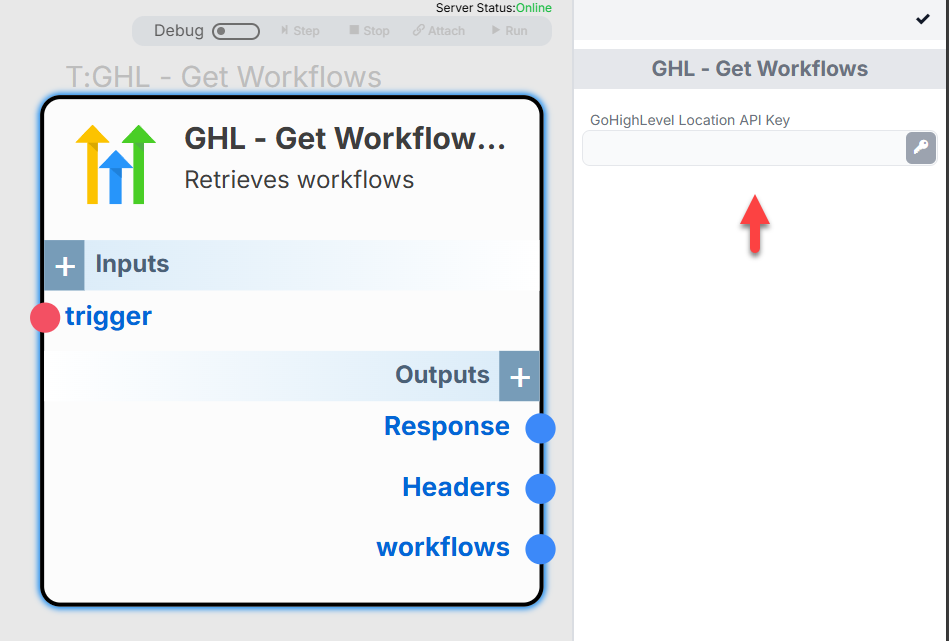 Server Status:Online
Debug Step Stop Attach Run
T:GHL - Get Workflows
GHL - Get Workflow...
Retrieves workflows
Inputs
trigger
Outputs
Response
Headers
workflows
GHL - Get Workflows
GoHighLevel Location API Key